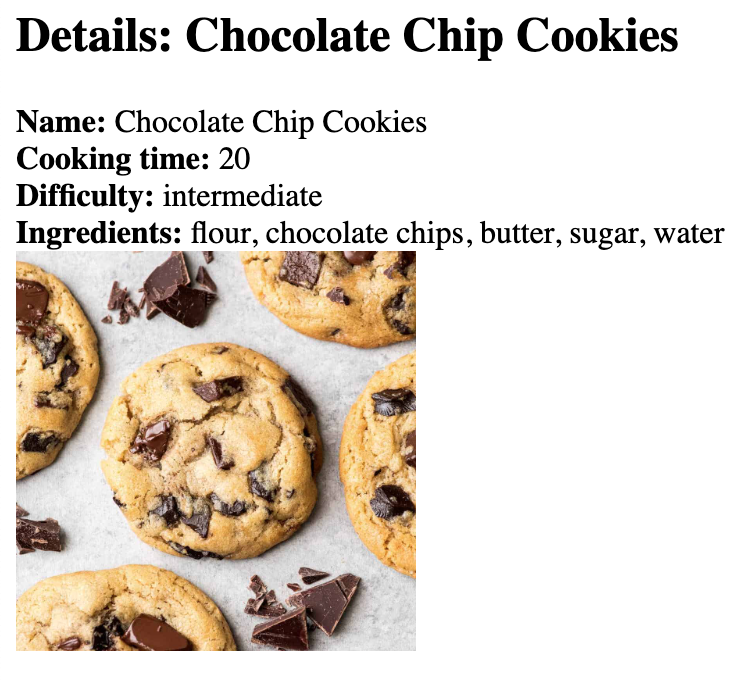 Details: Chocolate Chip Cookies
Name: Chocolate Chip Cookies
Cooking time: 20
Difficulty: intermediate
Ingredients: flour, chocolate chips, butter, sugar, water